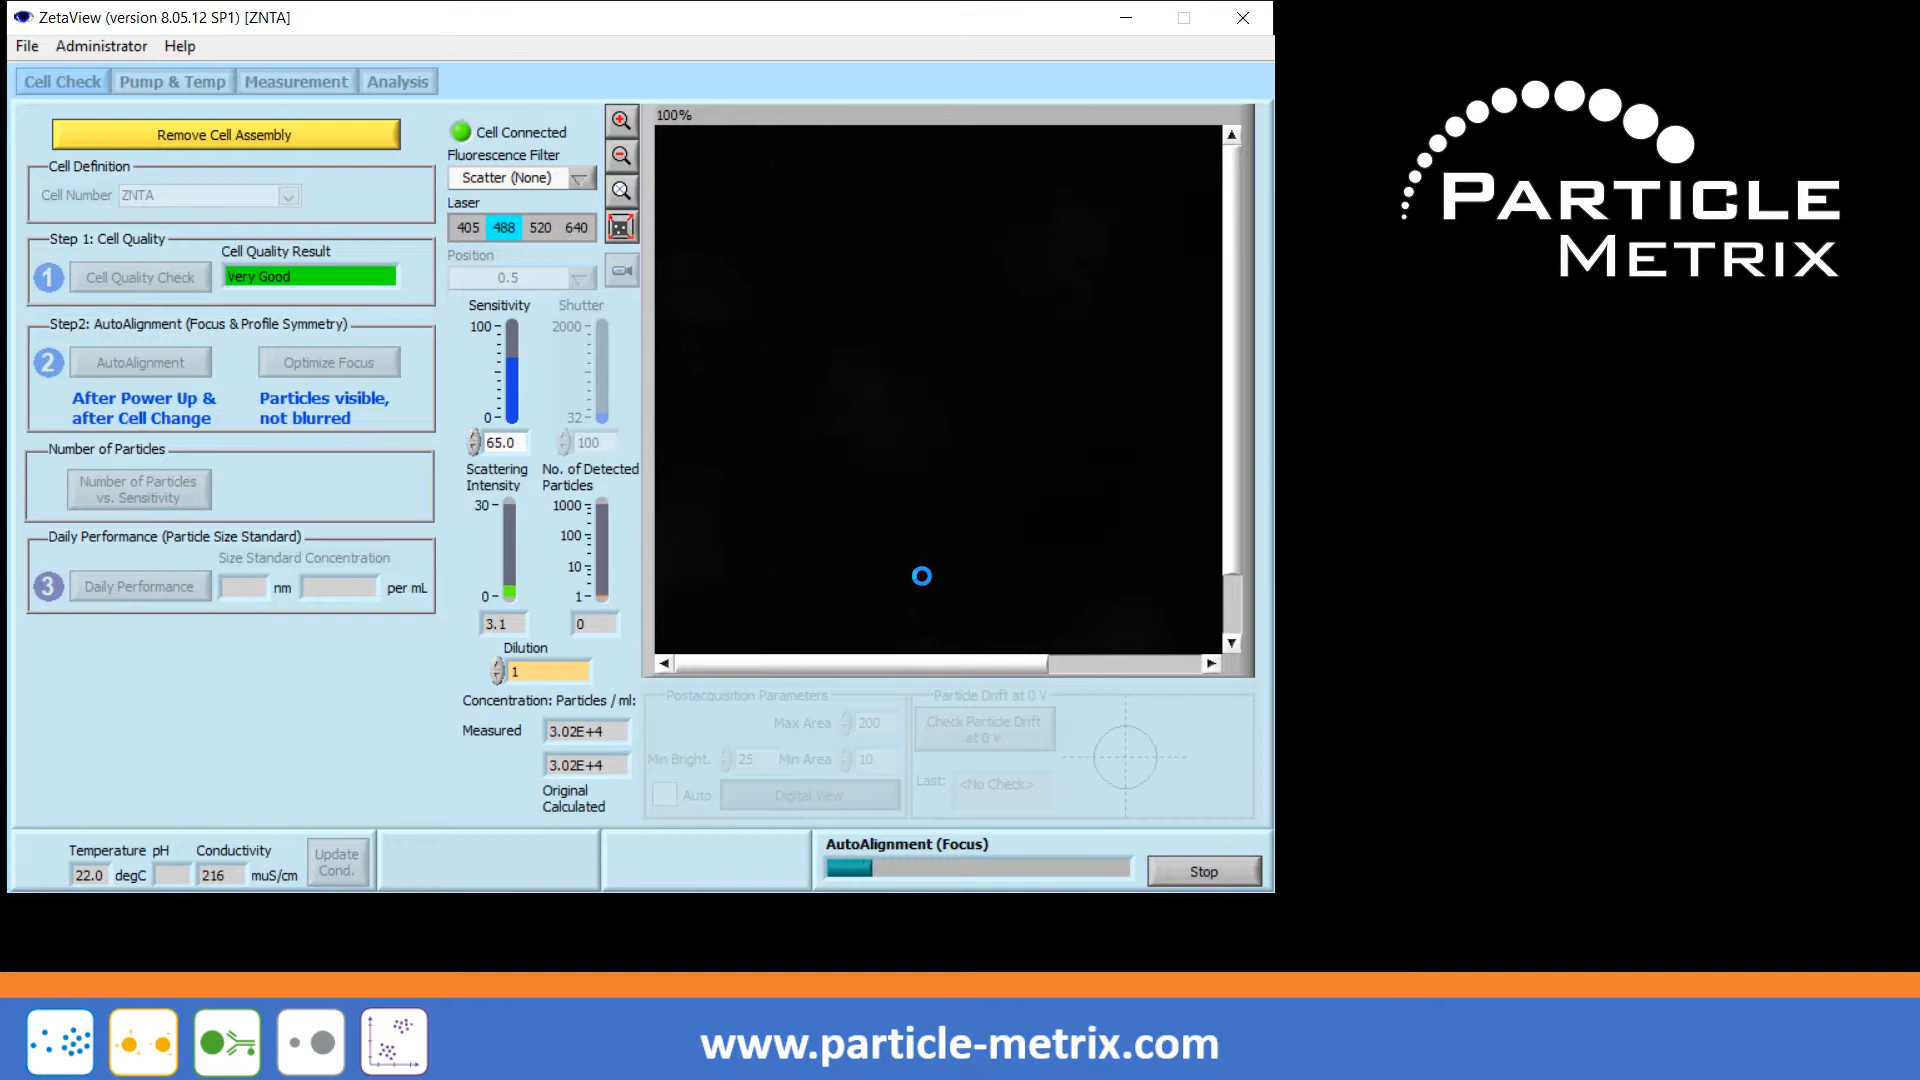 ZetaView (version 8.05.12 SP1) [ZNTA]
File Administrator Help
Cell Check Pump & Temp Measurement Analysis
Remove Cell Assembly
Cell Definition
Cell Number ZNTA
Step 1: Cell Quality
Cell Quality Result
1 Cell Quality Check Very Good
Step2: AutoAlignment (Focus & Profile Symmetry)
2 AutoAlignment Optimize Focus
After Power Up & after Cell Change
Particles visible, not blurred
Number of Particles
Number of Particles vs. Sensitivity
Daily Performance (Particle Size Standard)
Size Standard Concentration
3 Daily Performance nm per mL
Cell Connected
Fluorescence Filter
Scatter (None)
Laser
405 488 520 640
Position
0.5
Sensitivity Shutter
100 2000
0 32
65.0 100
Scattering Intensity
No. of Detected Particles
30 1000
100
10
0 1
3.1 0
Dilution
1
Concentration: Particles / ml:
Measured 3.02E+4
3.02E+4
Original Calculated
100%
Postacquisition Parameters
Max Area 200
Min Bright. 25 Min Area 10
Auto Digital View
Particle Drift at 0 V
Check Particle Drift at 0 V
Last: <No Check>
Temperature pH Conductivity
22.0 degC 216 muS/cm
Update Cond.
AutoAlignment (Focus)
Stop
PARTICLE
METRIX
www.particle-metrix.com